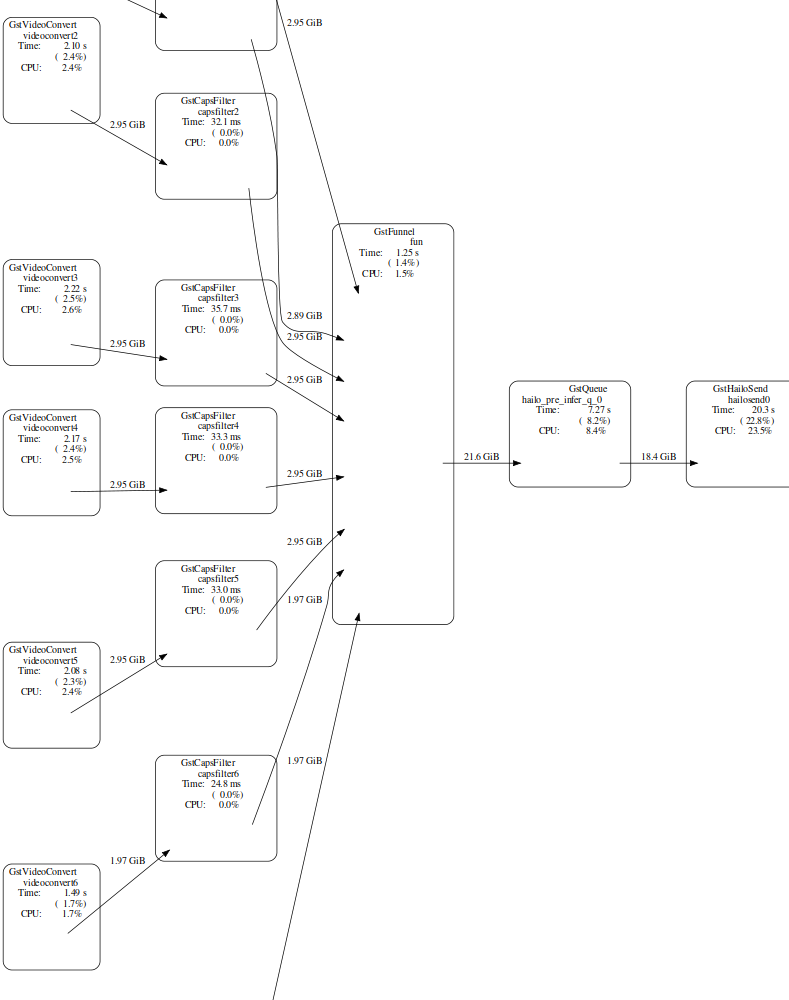 GstVideoConvert
videoconvert2
Time: 2.10 s
( 2.4%)
CPU: 2.4%
2.95 GiB
2.95 GiB
GstCapsFilter
capsfilter2
Time: 32.1 ms
( 0.0%)
CPU: 0.0%
GstVideoConvert
videoconvert3
Time: 2.22 s
( 2.5%)
CPU: 2.6%
2.95 GiB
GstCapsFilter
capsfilter3
Time: 35.7 ms
( 0.0%)
CPU: 0.0%
GstVideoConvert
videoconvert4
Time: 2.17 s
( 2.4%)
CPU: 2.5%
2.95 GiB
GstCapsFilter
capsfilter4
Time: 33.3 ms
( 0.0%)
CPU: 0.0%
GstVideoConvert
videoconvert5
Time: 2.08 s
( 2.3%)
CPU: 2.4%
2.95 GiB
GstCapsFilter
capsfilter5
Time: 33.0 ms
( 0.0%)
CPU: 0.0%
GstVideoConvert
videoconvert6
Time: 1.49 s
( 1.7%)
CPU: 1.7%
1.97 GiB
GstCapsFilter
capsfilter6
Time: 24.8 ms
( 0.0%)
CPU: 0.0%
2.89 GiB
2.95 GiB
2.95 GiB
2.95 GiB
2.95 GiB
1.97 GiB
1.97 GiB
GstFunnel
fun
Time: 1.25 s
( 1.4%)
CPU: 1.5%
21.6 GiB
GstQueue
hailo_pre_infer_q_0
Time: 7.27 s
( 8.2%)
CPU: 8.4%
18.4 GiB
GstHailoSend
hailosend0
Time: 20.3 s
( 22.8%)
CPU: 23.5%